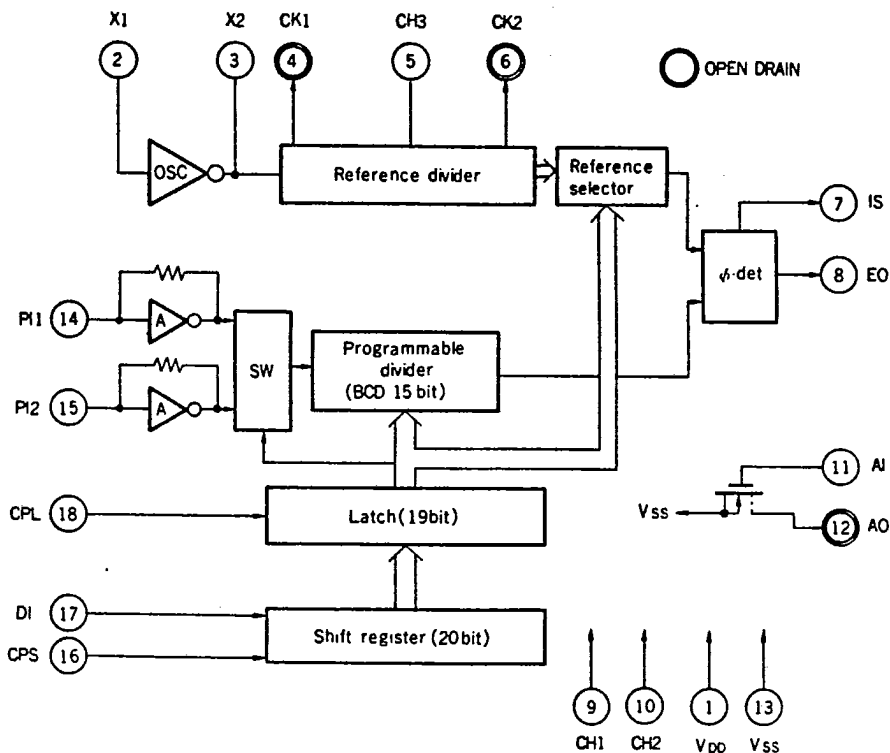 X1 X2 CK1 CH3 CK2
2 3 4 5 6
OPEN DRAIN
OSC
Reference divider
Reference
selector
7 IS
φ-det
8 EO
PI1 14
A
SW
Programmable
divider
(BCD 15 bit)
PI2 15
A
11 AI
CPL 18
Latch (19bit)
VSS
12 AO
DI 17
CPS 16
Shift register (20bit)
9 10 1 13
CH1 CH2 VDD VSS